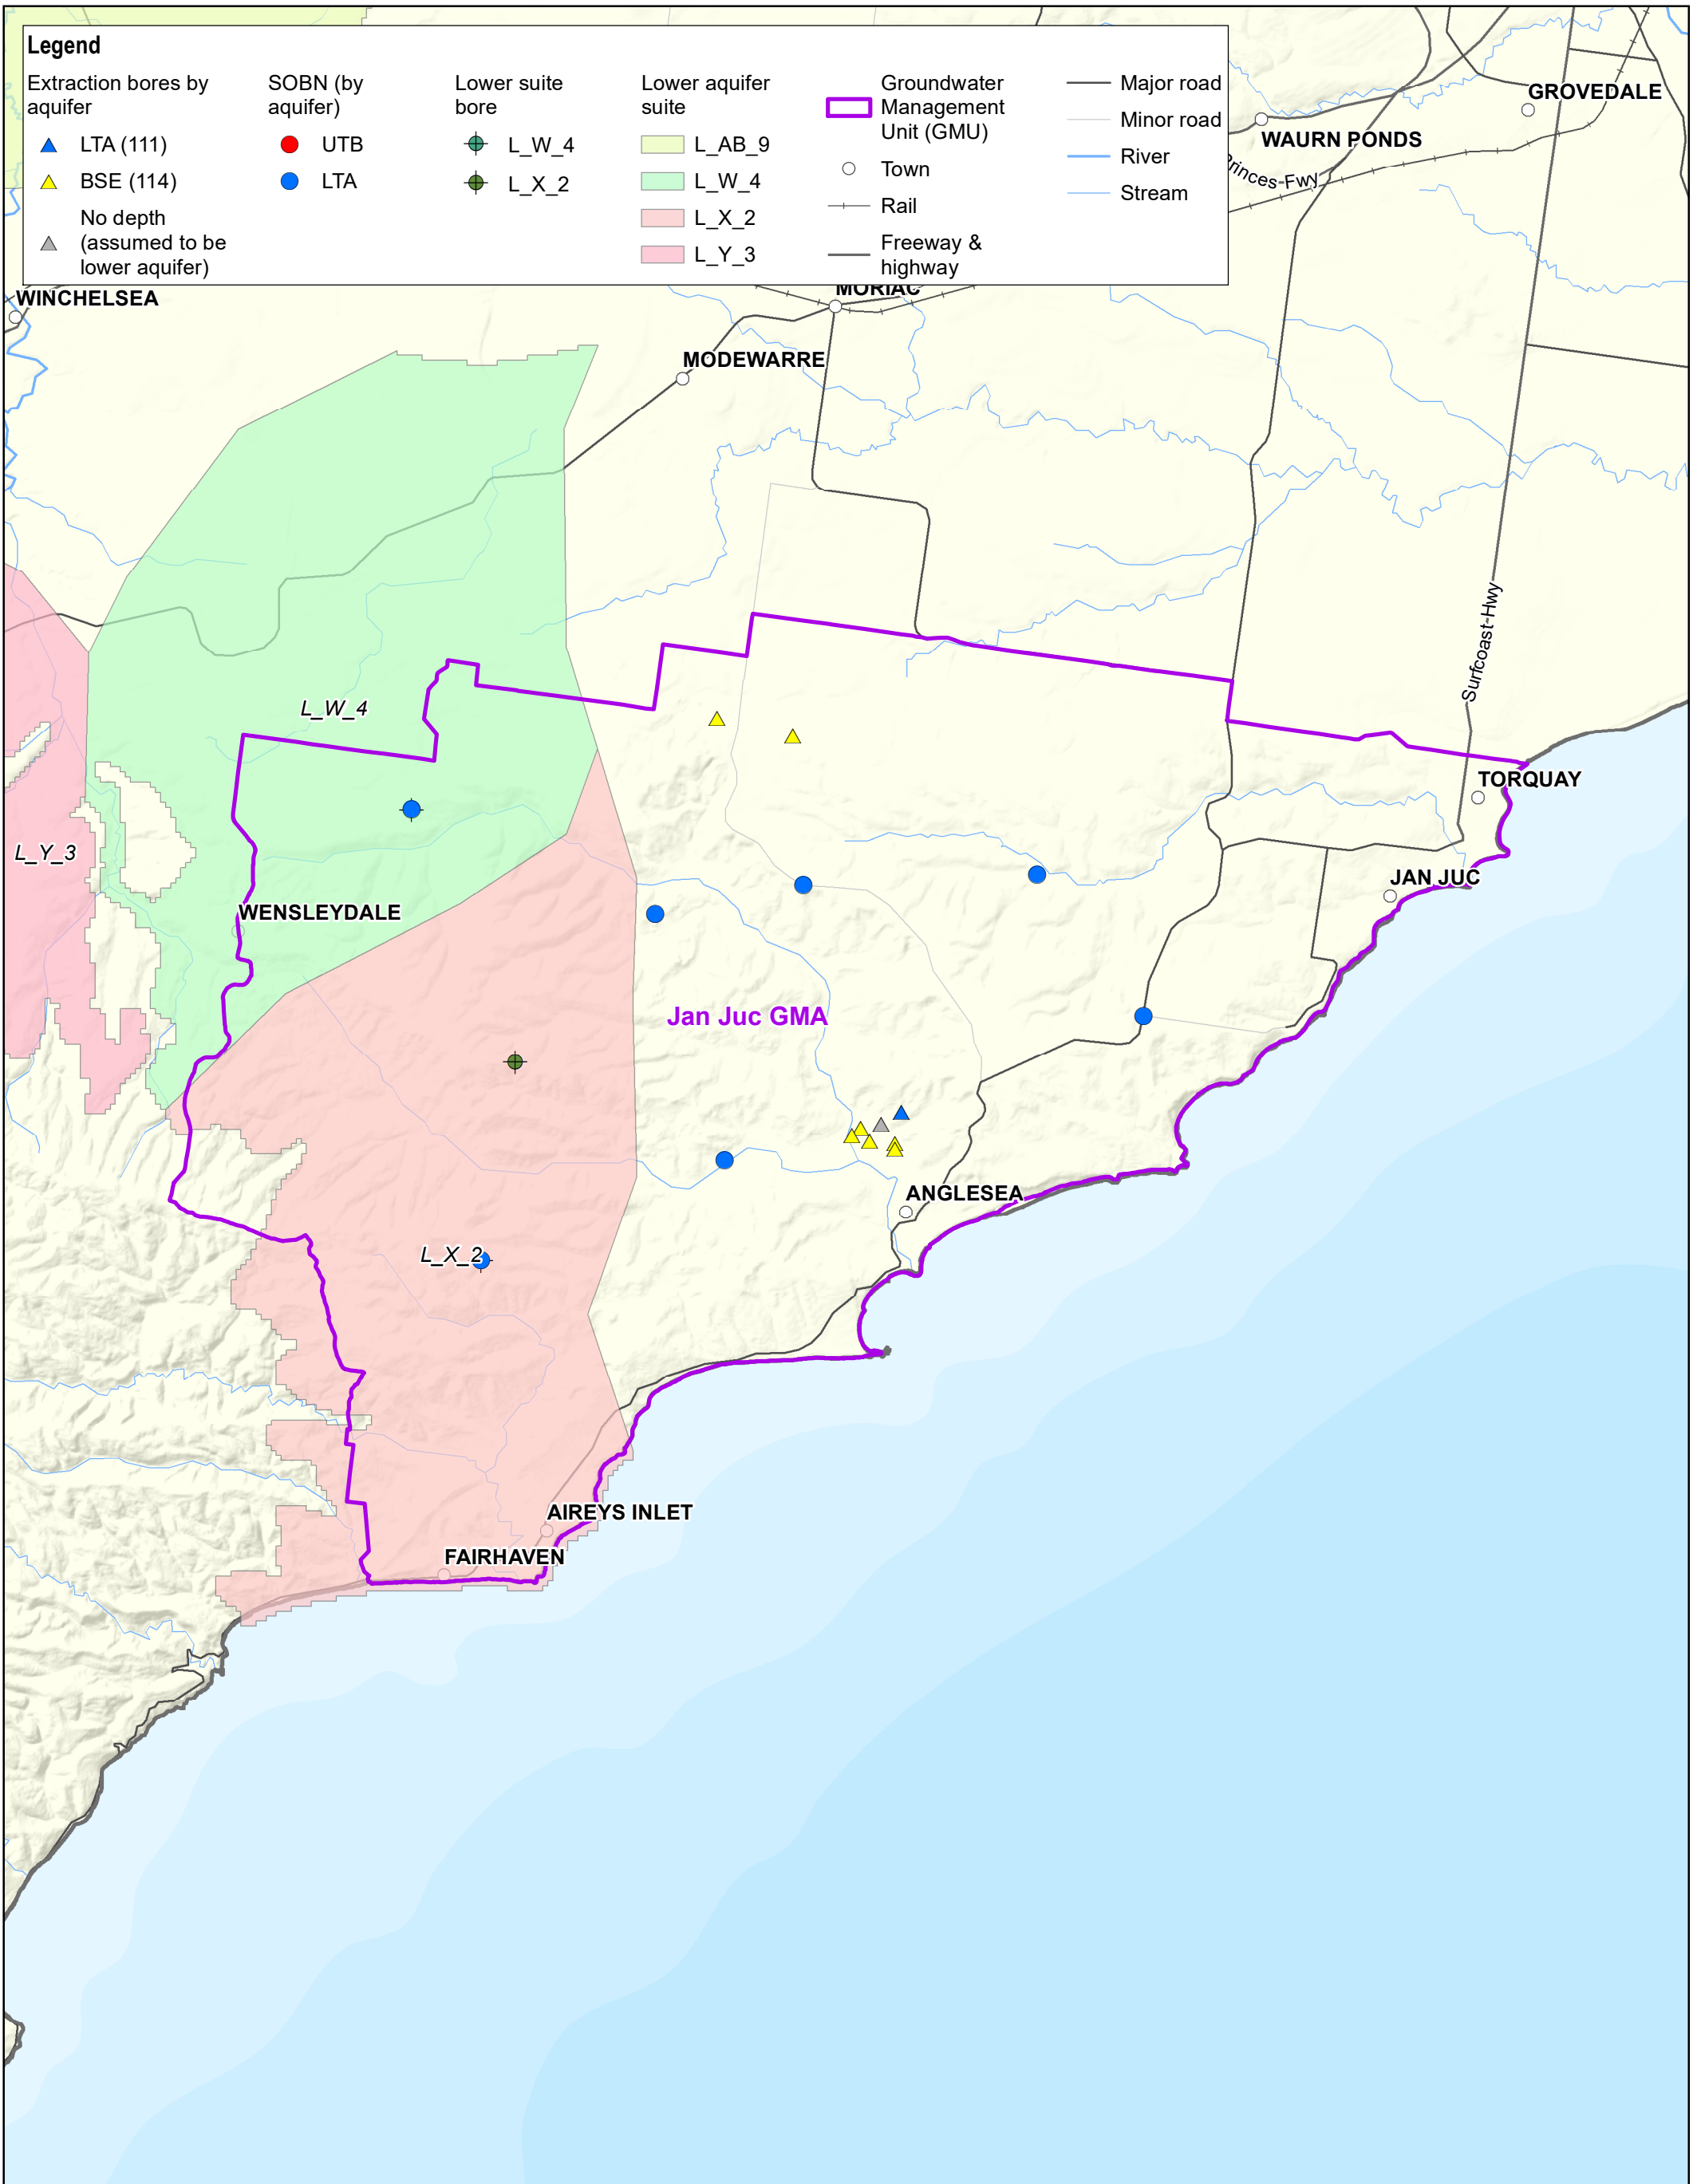 Legend
Extraction bores by
aquifer
LTA (111)
BSE (114)
No depth
(assumed to be
lower aquifer)
SOBN (by
aquifer)
UTB
LTA
Lower suite
bore
L_W_4
L_X_2
Lower aquifer
suite
L_AB_9
L_W_4
L_X_2
L_Y_3
Groundwater
Management
Unit (GMU)
Town
Rail
Freeway &
highway
Major road
Minor road
River
Stream
GROVEDALE
WAURN PONDS
Princes-Fwy
WINCHELSEA
MORIAC
MODEWARRE
Surfcoast-Hwy
L_W_4
TORQUAY
L_Y_3
JAN JUC
WENSLEYDALE
Jan Juc GMA
ANGLESEA
L_X_2
AIREYS INLET
FAIRHAVEN